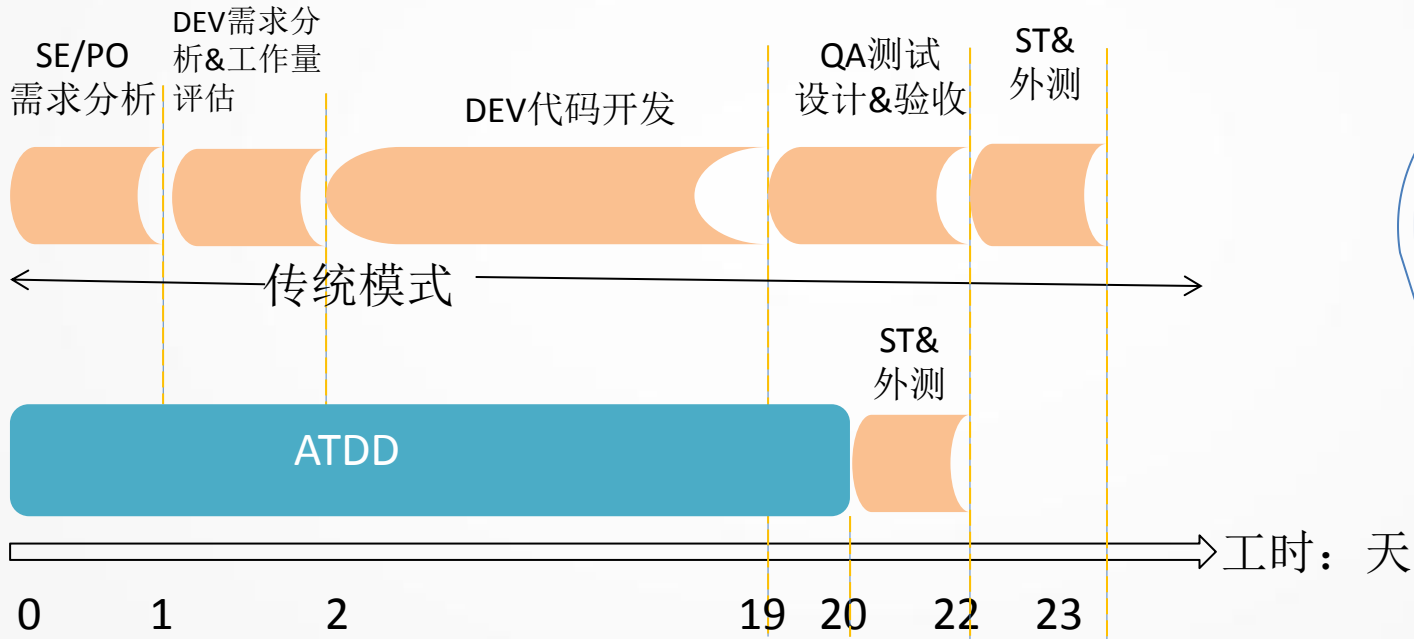 SE/PO
需求分析
DEV需求分
析&工作量
评估
DEV代码开发
QA测试
设计&验收
ST&
外测
传统模式
ST&
外测
ATDD
工时：天
0 1 2 19 20 22 23